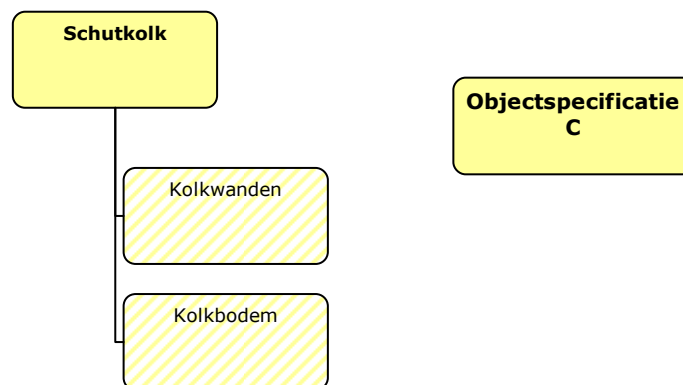 Schutkolk
Objectspecificatie
C
Kolkwanden
Kolkbodem